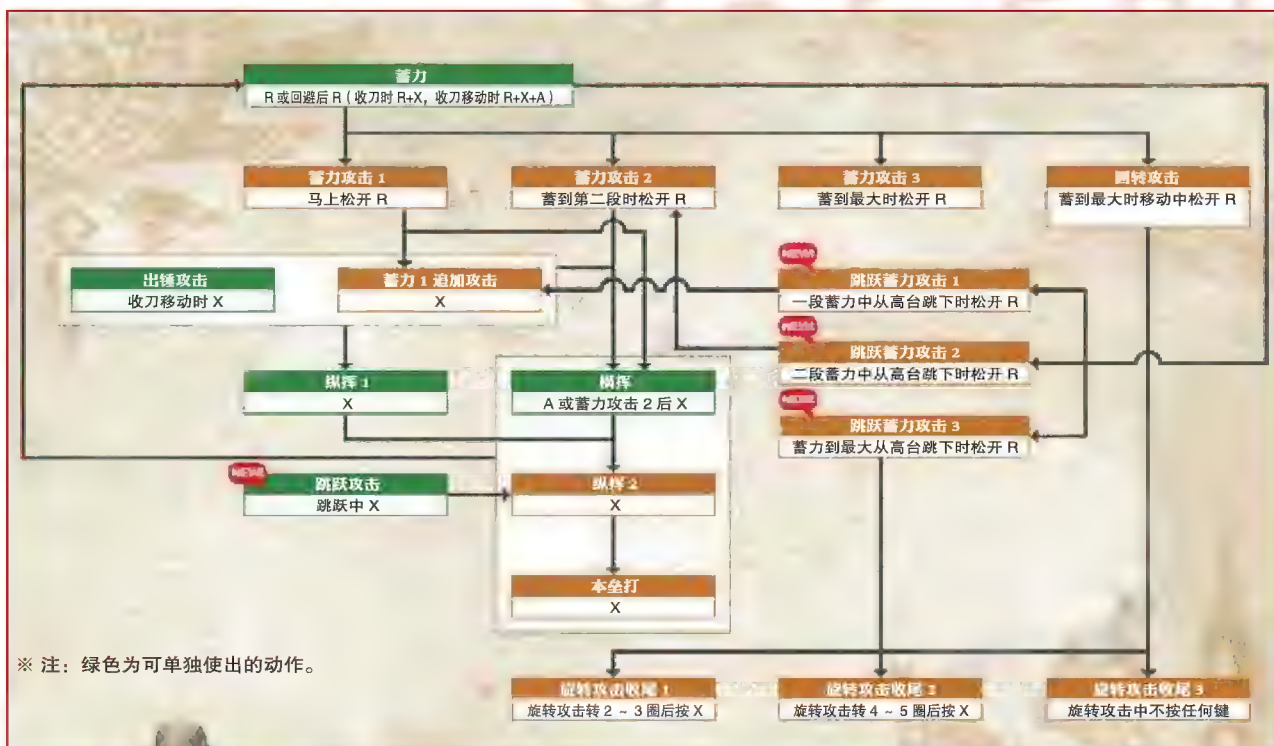 蓄力
R 或回避后 R（收刀时 R+X，收刀移动时 R+X+A）
蓄力攻击 1
马上松开 R
蓄力攻击 2
蓄到第二段时松开 R
蓄力攻击 3
蓄到最大时松开 R
回转攻击
蓄到最大时移动中松开 R
出锤攻击
收刀移动时 X
蓄力 1 追加攻击
X
NEW
跳跃蓄力攻击 1
一段蓄力中从高台跳下时松开 R
NEW
跳跃蓄力攻击 2
二段蓄力中从高台跳下时松开 R
纵挥 1
X
横挥
A 或蓄力攻击 2 后 X
NEW
跳跃蓄力攻击 3
蓄力到最大从高台跳下时松开 R
NEW
跳跃攻击
跳跃中 X
纵挥 2
X
本垒打
X
※ 注：绿色为可单独使出的动作。
旋转攻击收尾 1
旋转攻击转 2 ~ 3 圈后按 X
旋转攻击收尾 2
旋转攻击转 4 ~ 5 圈后按 X
旋转攻击收尾 3
旋转攻击中不按任何键